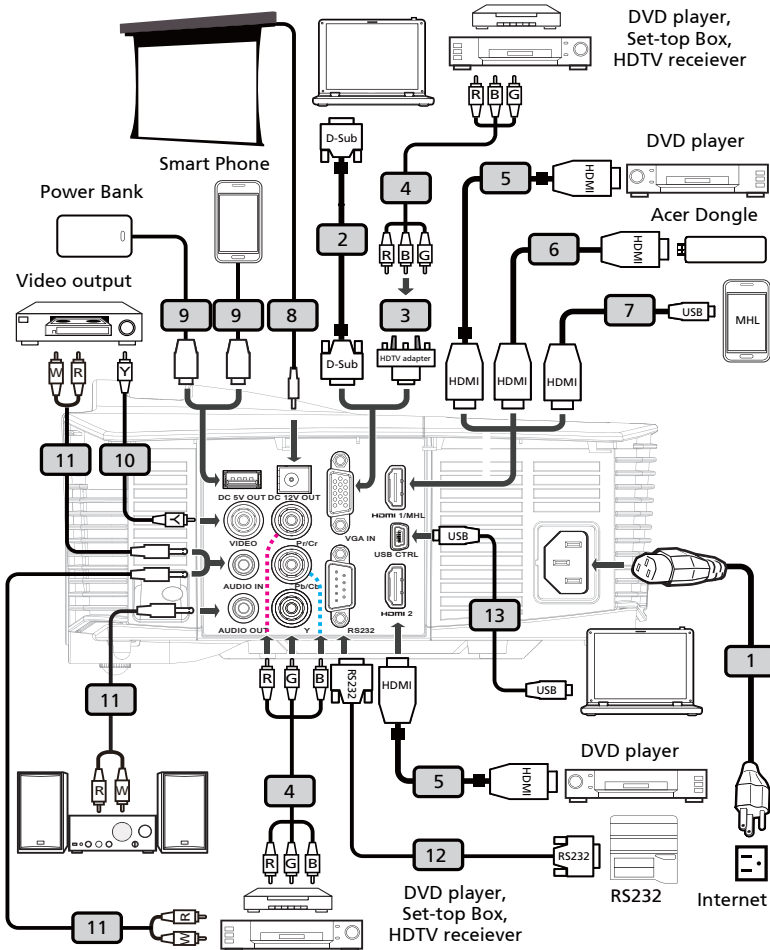 DVD player,
Set-top Box,
HDTV receiever
D-Sub
R B G
DVD player
Smart Phone
HDMI
5
4
Power Bank
Acer Dongle
2
R B G
HDMI
6
Video output
9 9 8 3
7
USB
MHL
W R Y
D-Sub
HDTV adapter
HDMI HDMI HDMI
11 10
DC 5V OUT DC 12V OUT
HDMI 1/MHL
Y
VIDEO
Pr/Cr
VGA IN
USB CTRL
USB
AUDIO IN
Pb/Cb
HDMI 2
13
AUDIO OUT
Y
RS232
1
R G B
RS232
HDMI
USB
11
DVD player
R W
4
5
HDMI
R G B
12
RS232
DVD player,
Set-top Box,
HDTV receiever
RS232
Internet
11
R
W